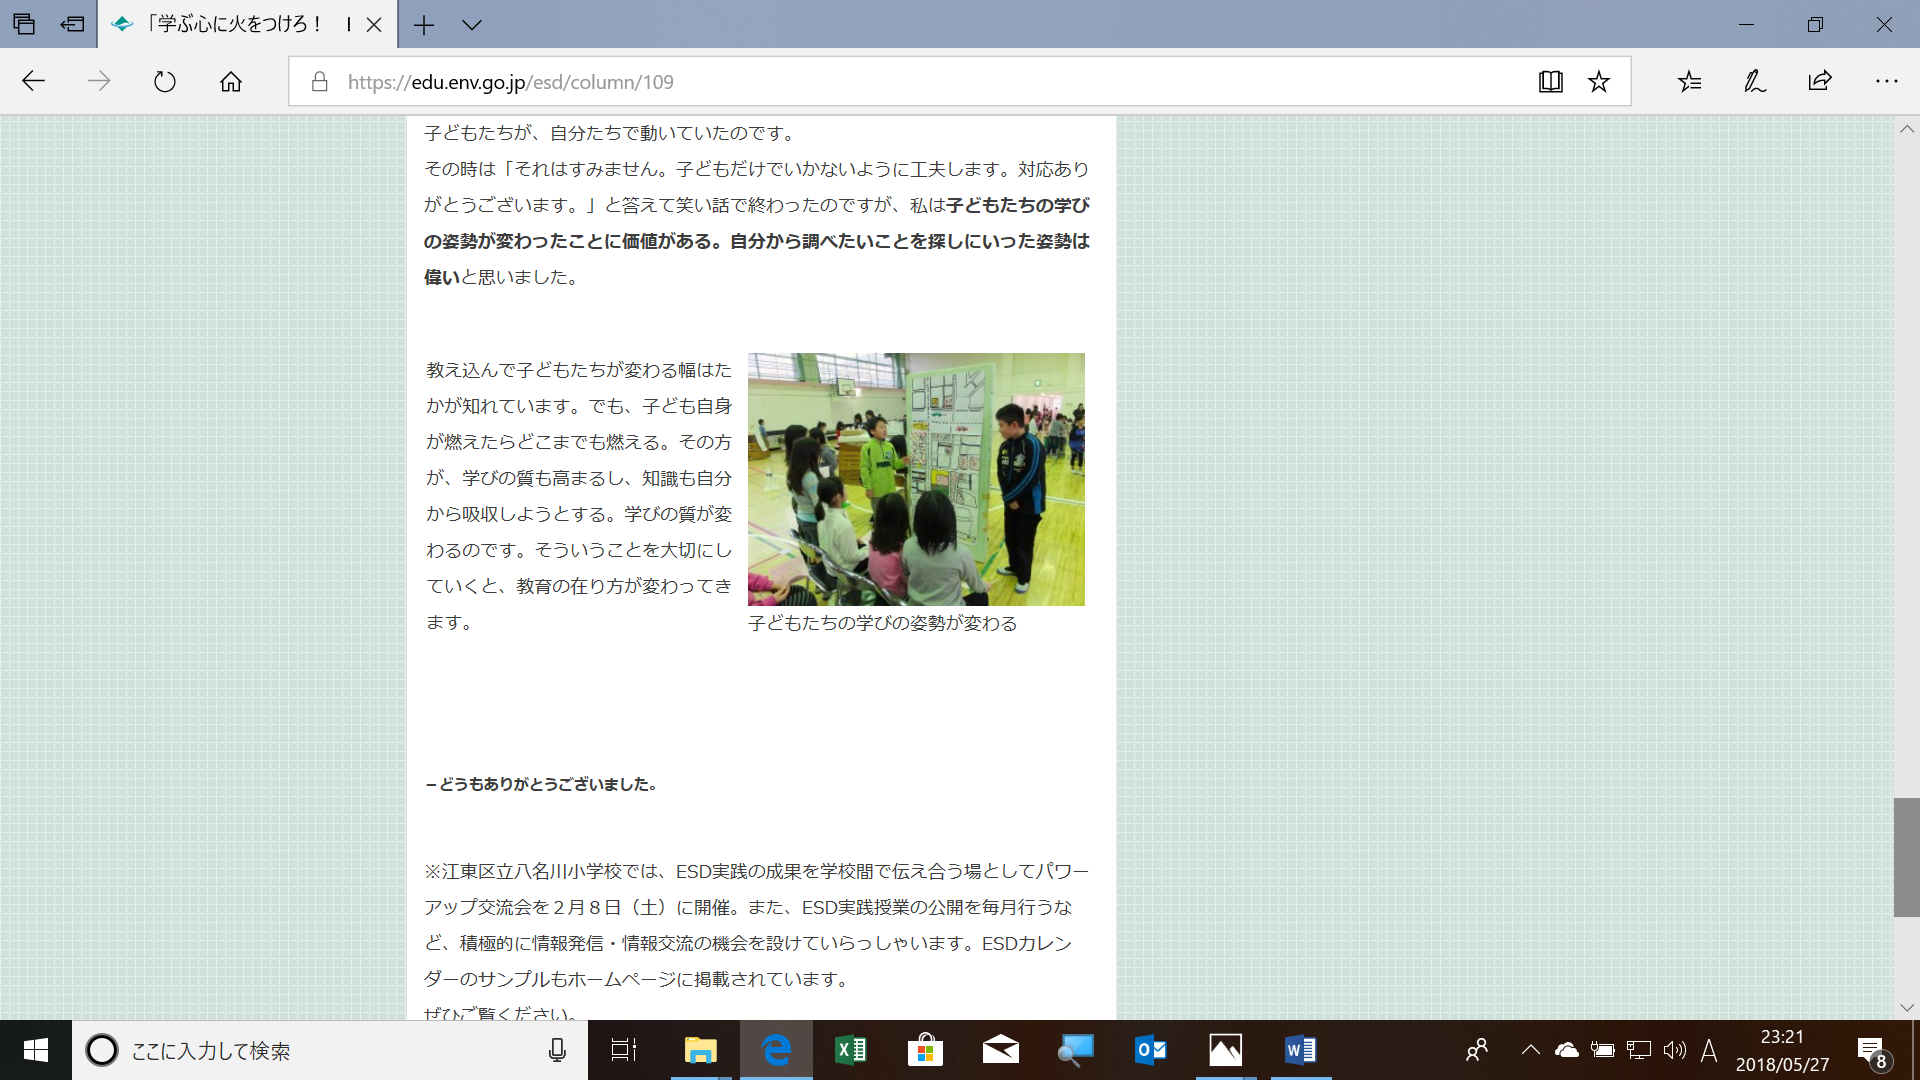 「学ぶ心に火をつけろ！
https://edu.env.go.jp/esd/column/109
子どもたちが、自分たちで動いていたのです。
その時は「それはすみません。子どもだけでいかないように工夫します。対応あり
がとうございます。」と答えて笑い話で終わったのですが、私は子どもたちの学び
の姿勢が変わったことに価値がある。自分から調べたいことを探しにいった姿勢は
偉いと思いました。
教え込んで子どもたちが変わる幅はた
かが知れています。でも、子ども自身
が燃えたらどこまでも燃える。その方
が、学びの質も高まるし、知識も自分
から吸収しようとする。学びの質が変
わるのです。そういうことを大切にし
ていくと、教育の在り方が変わってき
ます。
子どもたちの学びの姿勢が変わる
－どうもありがとうございました。
※江東区立八名川小学校では、ESD実践の成果を学校間で伝え合う場としてパワー
アップ交流会を２月８日（土）に開催。また、ESD実践授業の公開を毎月行うな
ど、積極的に情報発信・情報交流の機会を設けていらっしゃいます。ESDカレン
ダーのサンプルもホームページに掲載されています。
ぜひご覧ください。
ここに入力して検索
A
23:21
2018/05/27
8